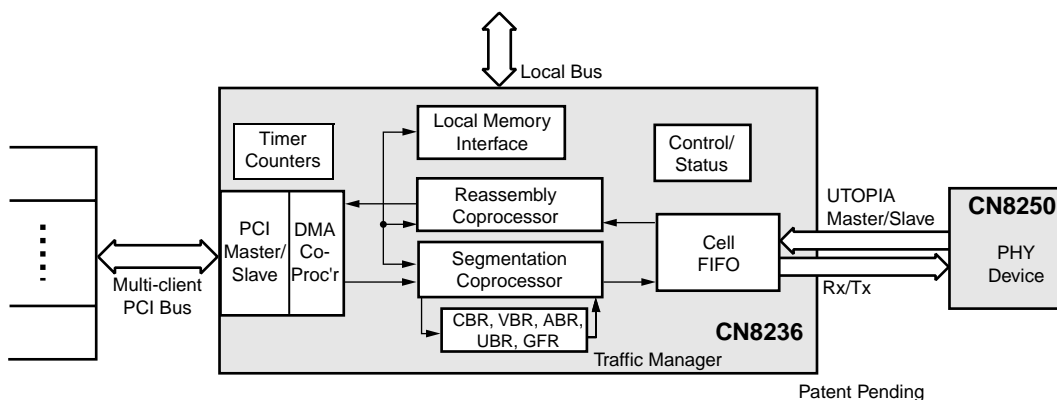 Local Bus
Local Memory
Interface
Timer
Counters
Control/
Status
Reassembly
Coprocessor
UTOPIA
Master/Slave
CN8250
PHY
Device
PCI
Master/
Slave
DMA
Co-
Proc'r
Cell
FIFO
Segmentation
Coprocessor
Multi-client
PCI Bus
Rx/Tx
CBR, VBR, ABR,
UBR, GFR
CN8236
Traffic Manager
Patent Pending